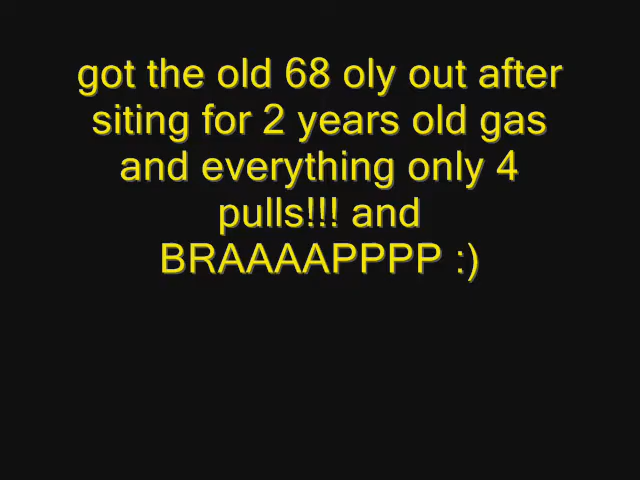 got the old 68 oly out after
siting for 2 years old gas
and everything only 4
pulls!!! and
BRAAAAPPPP :)